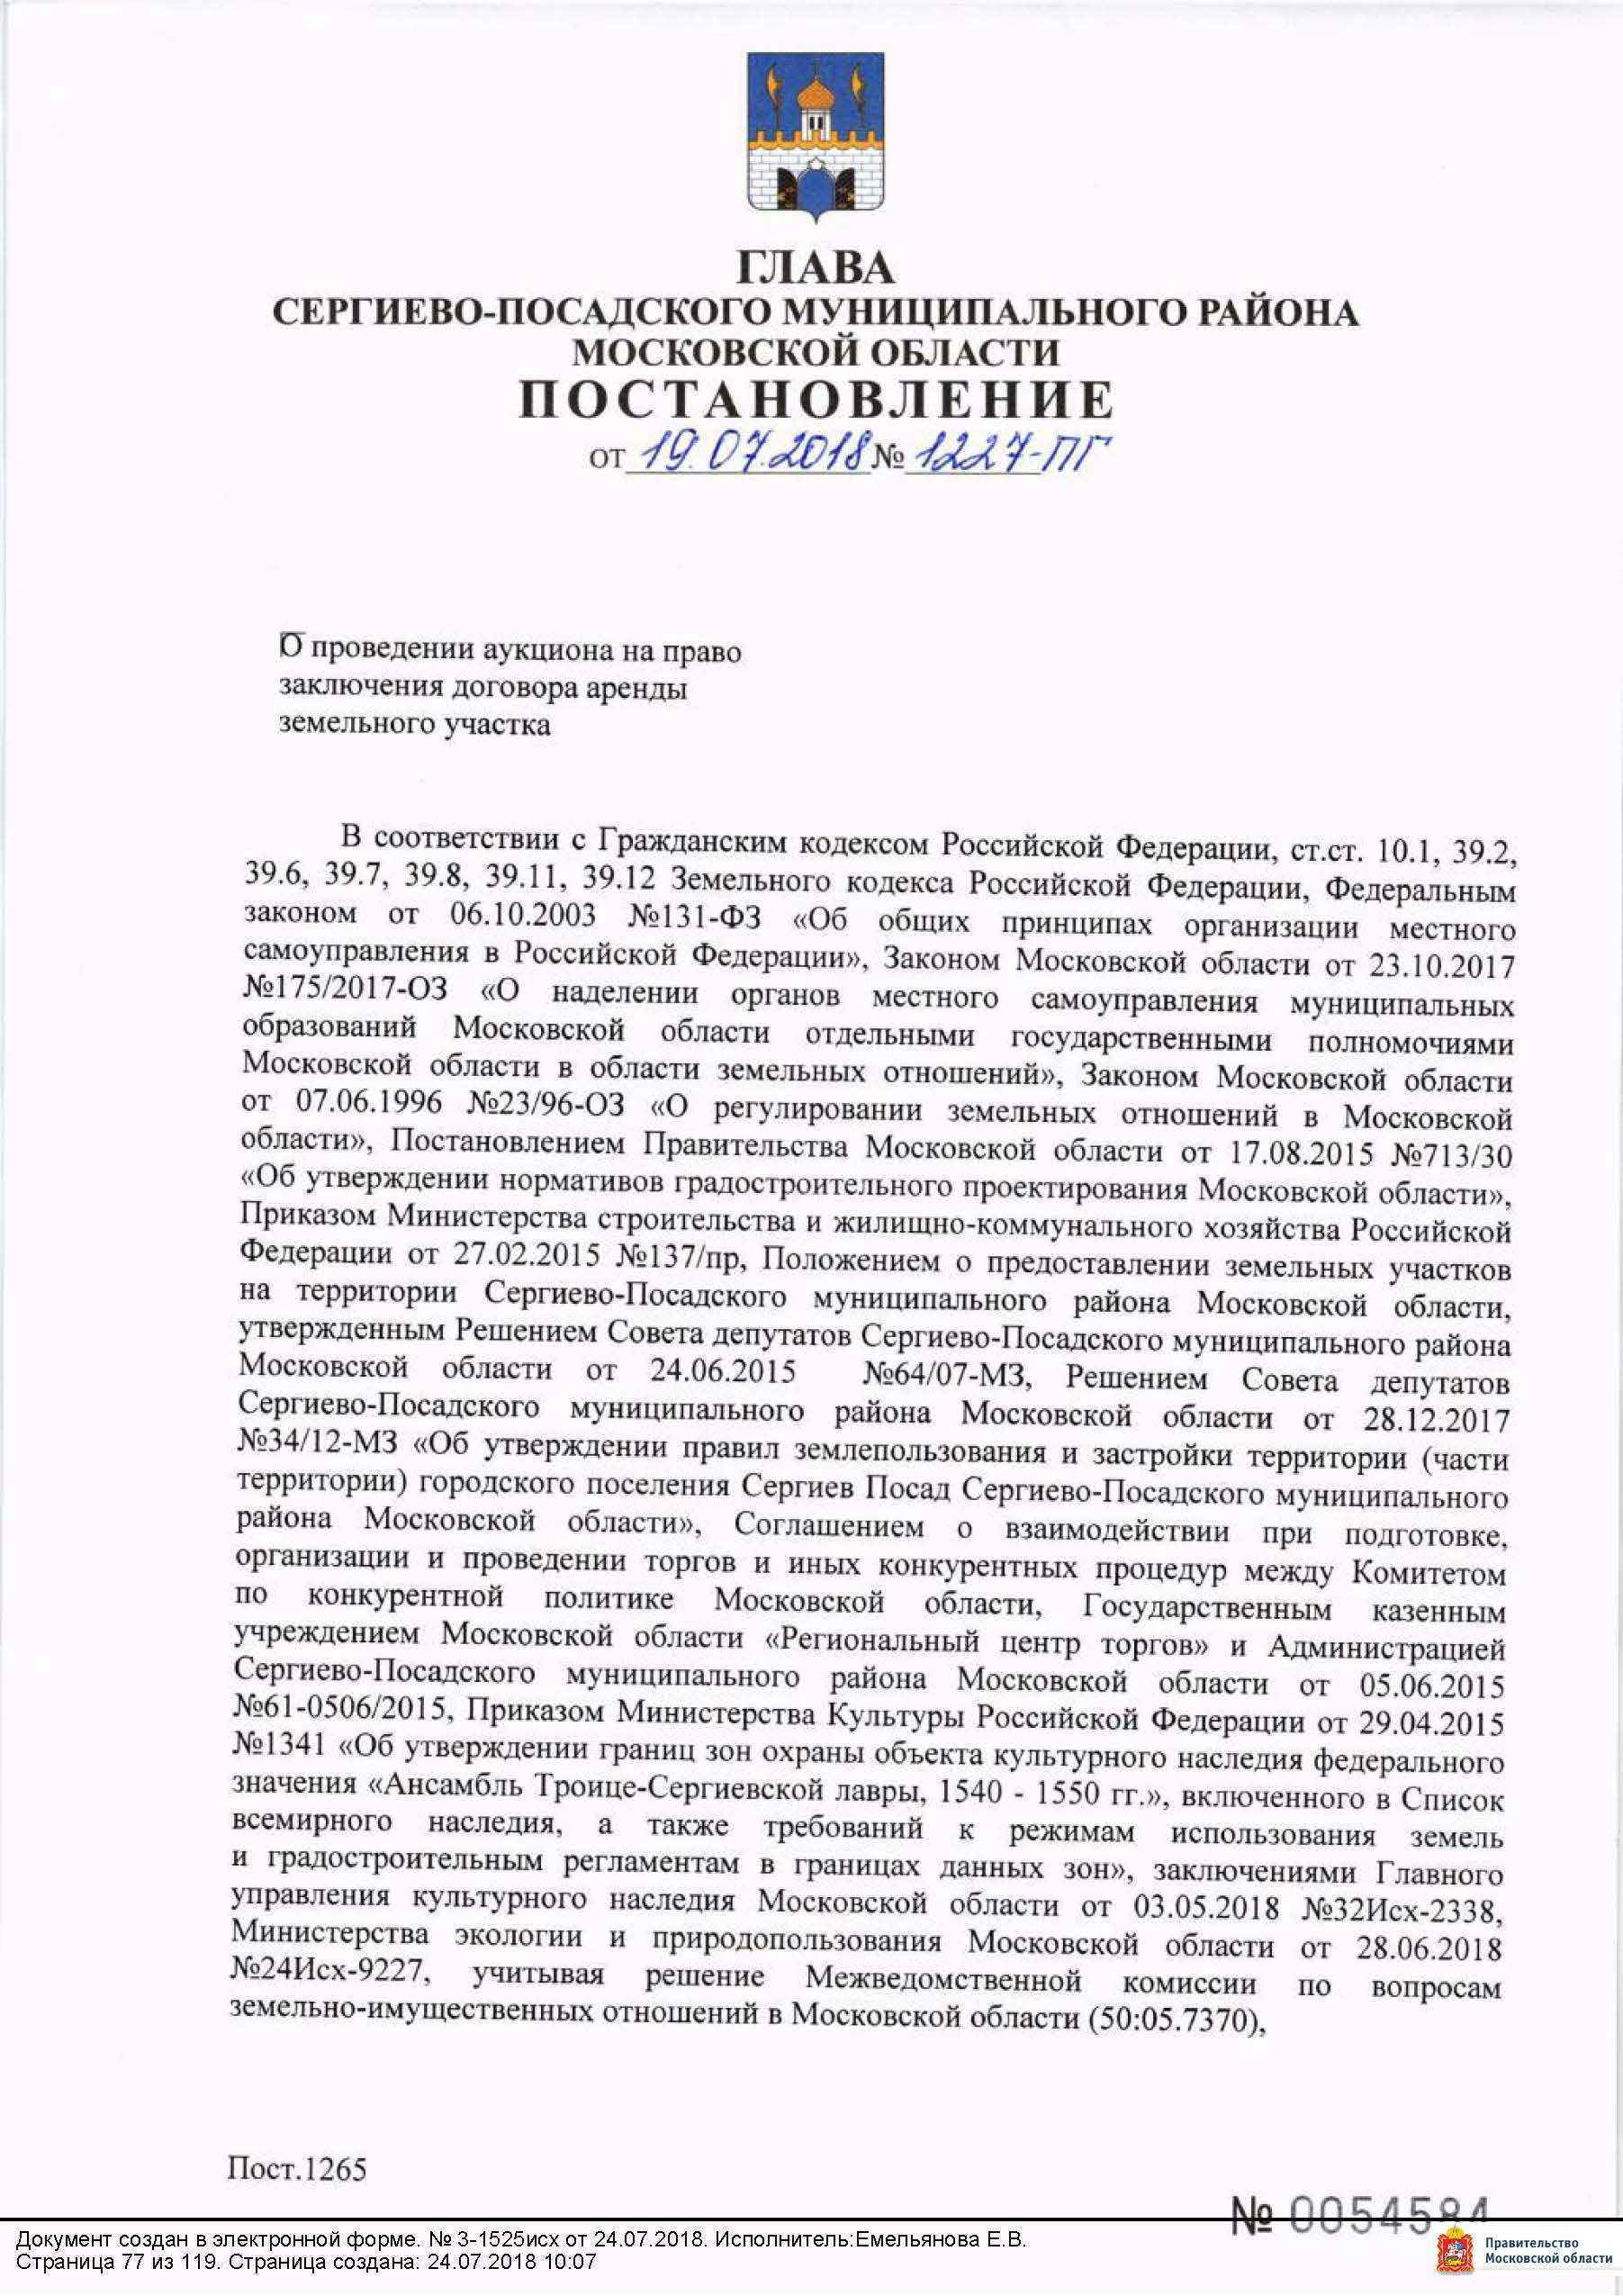 ГЛАВА
СЕРГИЕВО-ПОСАДСКОГО МУНИЦИПАЛЬНОГО РАЙОНА
МОСКОВСКОЙ ОБЛАСТИ
ПОСТАНОВЛЕНИЕ
от 19.07.2018 № 1227-ПГ
О проведении аукциона на право
заключения договора аренды
земельного участка
В соответствии с Гражданским кодексом Российской Федерации, ст.ст. 10.1, 39.2,
39.6, 39.7, 39.8, 39.11, 39.12 Земельного кодекса Российской Федерации, Федеральным
законом от 06.10.2003 №131-ФЗ «Об общих принципах организации местного
самоуправления в Российской Федерации», Законом Московской области от 23.10.2017
№175/2017-ОЗ «О наделении органов местного самоуправления муниципальных
образований Московской области отдельными государственными полномочиями
Московской области в области земельных отношений», Законом Московской области
от 07.06.1996 №23/96-ОЗ «О регулировании земельных отношений в Московской
области», Постановлением Правительства Московской области от 17.08.2015 №713/30
«Об утверждении нормативов градостроительного проектирования Московской области»,
Приказом Министерства строительства и жилищно-коммунального хозяйства Российской
Федерации от 27.02.2015 №137/пр, Положением о предоставлении земельных участков
на территории Сергиево-Посадского муниципального района Московской области,
утвержденным Решением Совета депутатов Сергиево-Посадского муниципального района
Московской области от 24.06.2015 №64/07-МЗ, Решением Совета депутатов
Сергиево-Посадского муниципального района Московской области от 28.12.2017
№34/12-МЗ «Об утверждении правил землепользования и застройки территории (части
территории) городского поселения Сергиев Посад Сергиево-Посадского муниципального
района Московской области», Соглашением о взаимодействии при подготовке,
организации и проведении торгов и иных конкурентных процедур между Комитетом
по конкурентной политике Московской области, Государственным казенным
учреждением Московской области «Региональный центр торгов» и Администрацией
Сергиево-Посадского муниципального района Московской области от 05.06.2015
№61-0506/2015, Приказом Министерства Культуры Российской Федерации от 29.04.2015
№1341 «Об утверждении границ зон охраны объекта культурного наследия федерального
значения «Ансамбль Троице-Сергиевской лавры, 1540 - 1550 гг.», включенного в Список
всемирного наследия, а также требований к режимам использования земель
и градостроительным регламентам в границах данных зон», заключениями Главного
управления культурного наследия Московской области от 03.05.2018 №32Исх-2338,
Министерства экологии и природопользования Московской области от 28.06.2018
№24Исх-9227, учитывая решение Межведомственной комиссии по вопросам
земельно-имущественных отношений в Московской области (50:05.7370),
Пост.1265
№ 0054584
Документ создан в электронной форме. № 3-1525исх от 24.07.2018. Исполнитель:Емельянова Е.В.
Страница 77 из 119. Страница создана: 24.07.2018 10:07
Правительство
Московской области